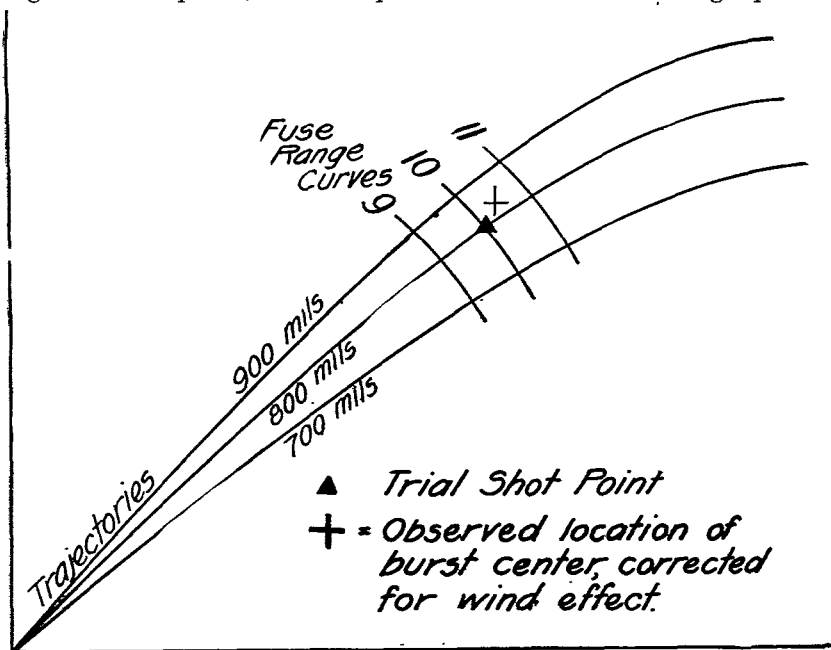 Fuse
Range
Curves
9
10
11
900 mils
800 mils
700 mils
Trajectories
▲ Trial Shot Point
+ = Observed location of
burst center, corrected
for wind effect.